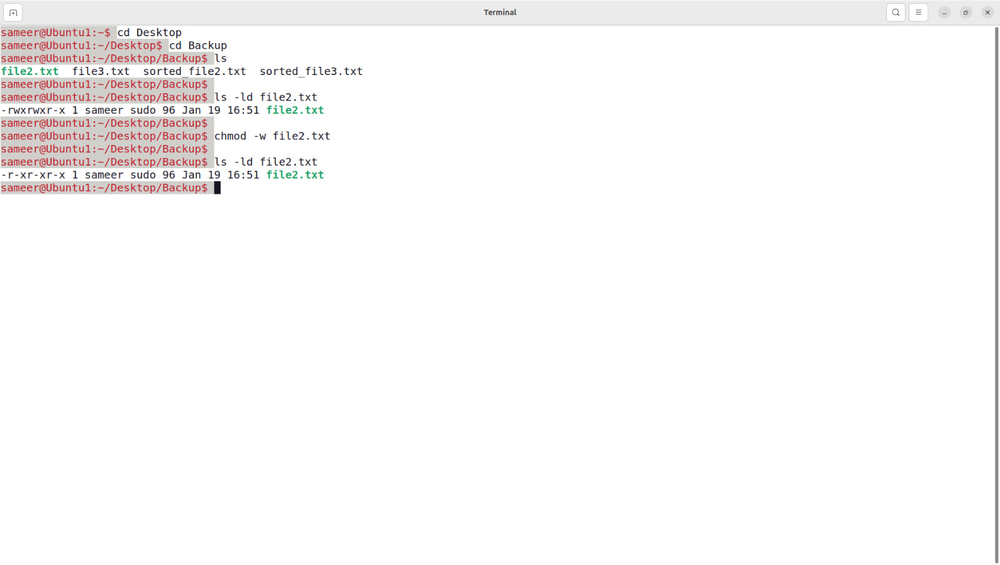 Terminal
sameer@Ubuntu1:~$ cd Desktop
sameer@Ubuntu1:~/Desktop$ cd Backup
sameer@Ubuntu1:~/Desktop/Backup$ ls
file2.txt  file3.txt  sorted_file2.txt  sorted_file3.txt
sameer@Ubuntu1:~/Desktop/Backup$
sameer@Ubuntu1:~/Desktop/Backup$ ls -ld file2.txt
-rwxrwxr-x 1 sameer sudo 96 Jan 19 16:51 file2.txt
sameer@Ubuntu1:~/Desktop/Backup$
sameer@Ubuntu1:~/Desktop/Backup$ chmod -w file2.txt
sameer@Ubuntu1:~/Desktop/Backup$
sameer@Ubuntu1:~/Desktop/Backup$ ls -ld file2.txt
-r-xr-xr-x 1 sameer sudo 96 Jan 19 16:51 file2.txt
sameer@Ubuntu1:~/Desktop/Backup$